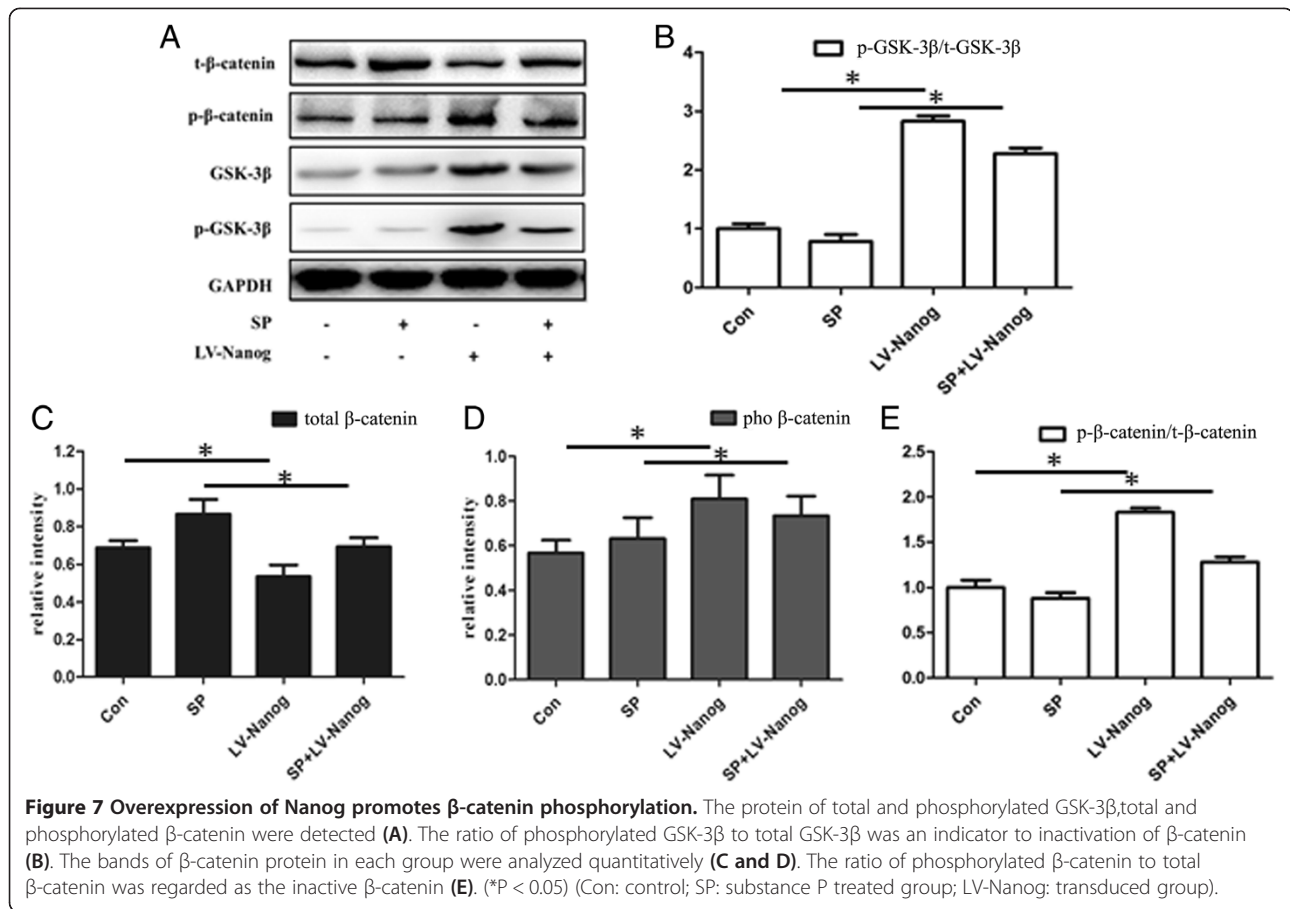 A
t-β-catenin
p-β-catenin
GSK-3β
p-GSK-3β
GAPDH
SP - + - +
LV-Nanog - - + +
B
p-GSK-3β/t-GSK-3β
*
*
4
3
2
1
0
Con SP LV-Nanog SP+LV-Nanog
C
total β-catenin
*
*
relative intensity
1.2
1.0
0.8
0.6
0.4
0.2
0.0
Con SP LV-Nanog SP+LV-Nanog
D
pho β-catenin
*
*
relative intensity
1.0
0.8
0.6
0.4
0.2
0.0
Con SP LV-Nanog SP+LV-Nanog
E
p-β-catenin/t-β-catenin
*
*
2.5
2.0
1.5
1.0
0.5
0.0
Con SP LV-Nanog SP+LV-Nanog
Figure 7 Overexpression of Nanog promotes β-catenin phosphorylation. The protein of total and phosphorylated GSK-3β,total and
phosphorylated β-catenin were detected (A). The ratio of phosphorylated GSK-3β to total GSK-3β was an indicator to inactivation of β-catenin
(B). The bands of β-catenin protein in each group were analyzed quantitatively (C and D). The ratio of phosphorylated β-catenin to total
β-catenin was regarded as the inactive β-catenin (E). (*P < 0.05) (Con: control; SP: substance P treated group; LV-Nanog: transduced group).